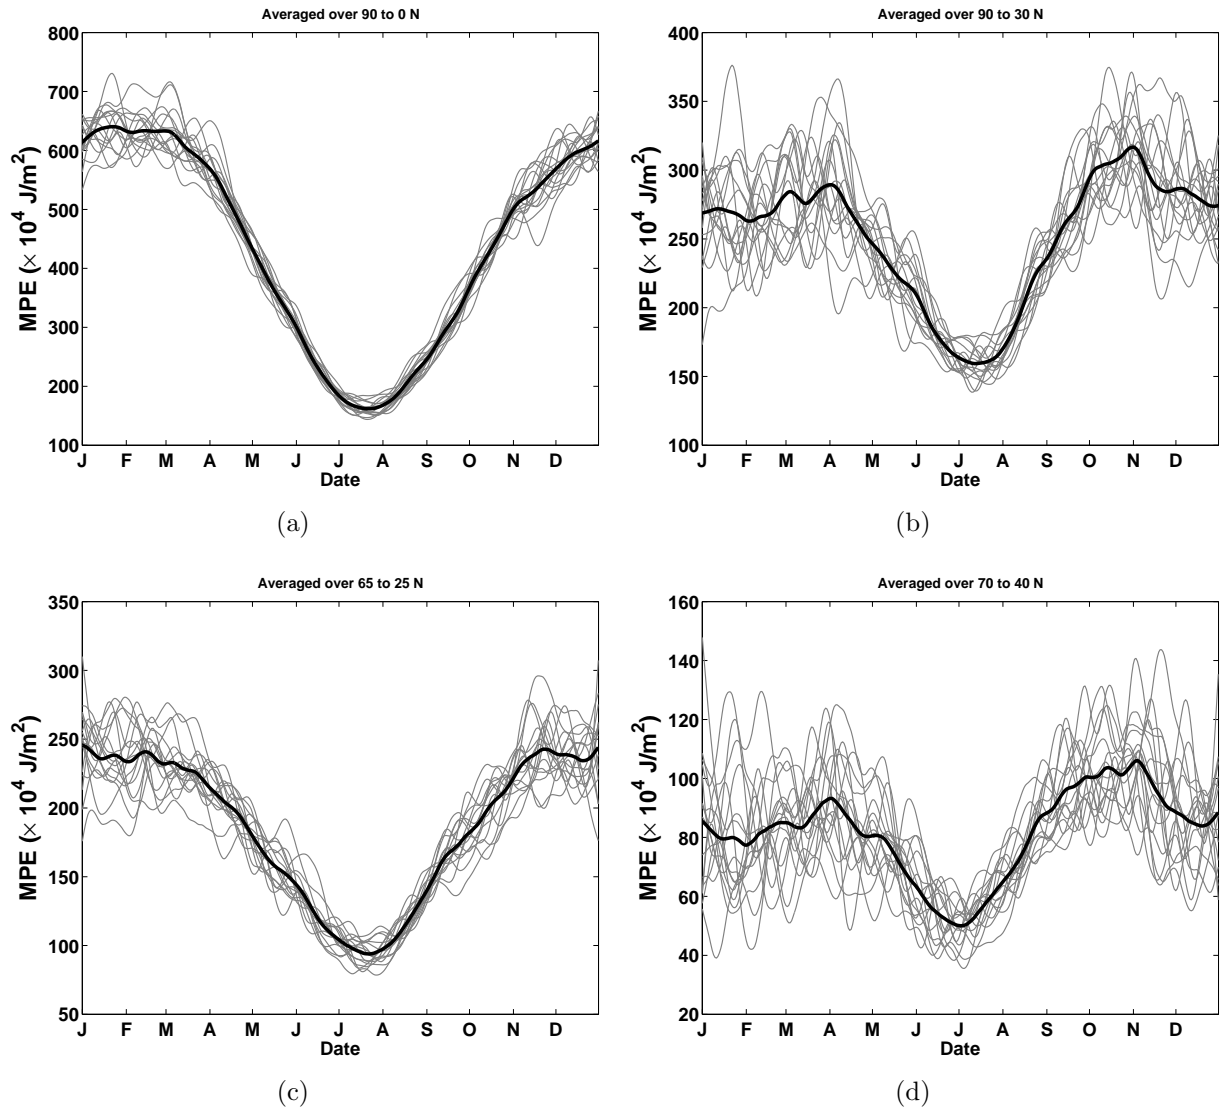 Averaged over 90 to 0 N
800
700
600
500
400
300
200
100
MPE (× 10⁴ J/m²)
J F M A M J J A S O N D
Date
(a)
Averaged over 90 to 30 N
400
350
300
250
200
150
100
MPE (× 10⁴ J/m²)
J F M A M J J A S O N D
Date
(b)
Averaged over 65 to 25 N
350
300
250
200
150
100
50
MPE (× 10⁴ J/m²)
J F M A M J J A S O N D
Date
(c)
Averaged over 70 to 40 N
160
140
120
100
80
60
40
20
MPE (× 10⁴ J/m²)
J F M A M J J A S O N D
Date
(d)